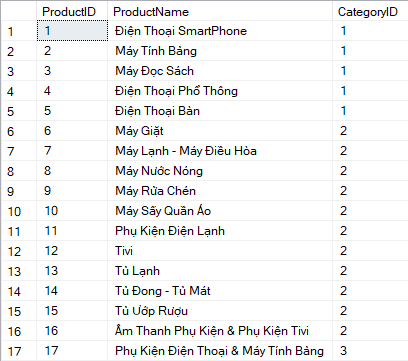 ProductID ProductName CategoryID
1 1 Điện Thoại SmartPhone 1
2 2 Máy Tính Bảng 1
3 3 Máy Đọc Sách 1
4 4 Điện Thoại Phổ Thông 1
5 5 Điện Thoại Bàn 1
6 6 Máy Giặt 2
7 7 Máy Lạnh - Máy Điều Hòa 2
8 8 Máy Nước Nóng 2
9 9 Máy Rửa Chén 2
10 10 Máy Sấy Quần Áo 2
11 11 Phụ Kiện Điện Lạnh 2
12 12 Tivi 2
13 13 Tủ Lạnh 2
14 14 Tủ Đong - Tủ Mát 2
15 15 Tủ Ướp Rượu 2
16 16 Âm Thanh Phụ Kiện & Phụ Kiện Tivi 2
17 17 Phụ Kiện Điện Thoại & Máy Tính Bảng 3